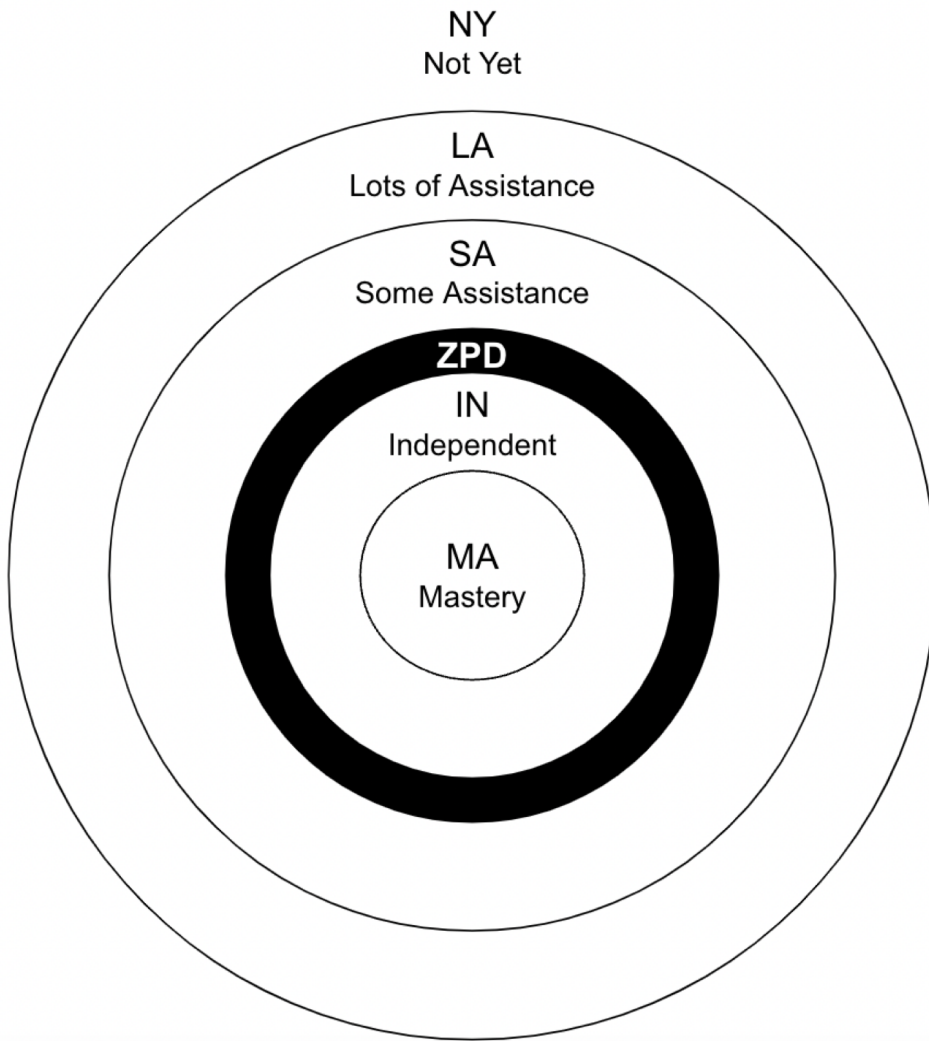 NY
Not Yet
LA
Lots of Assistance
SA
Some Assistance
ZPD
IN
Independent
MA
Mastery